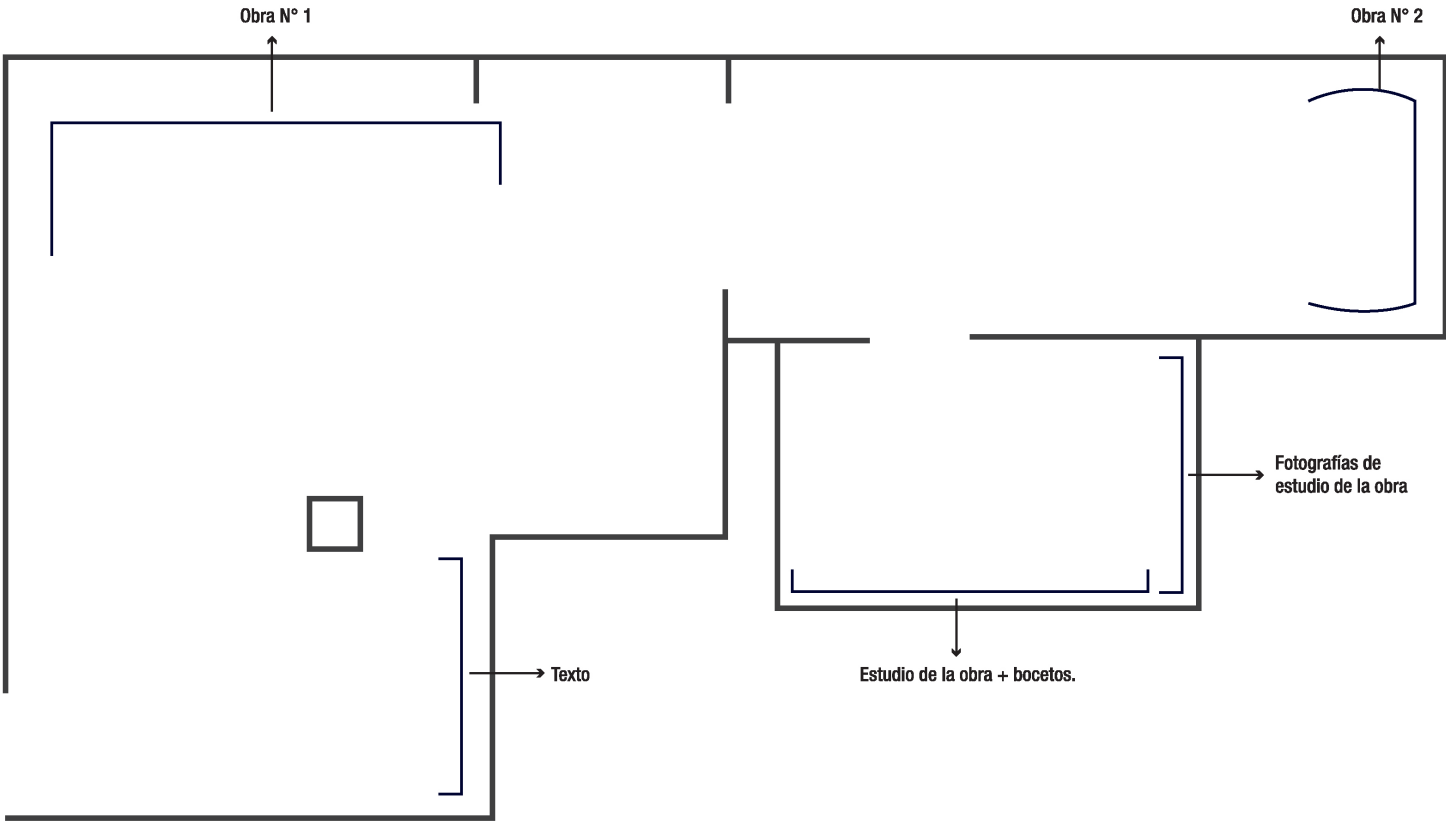 Obra N° 1
Obra N° 2
Fotografías de
estudio de la obra
Texto
Estudio de la obra + bocetos.